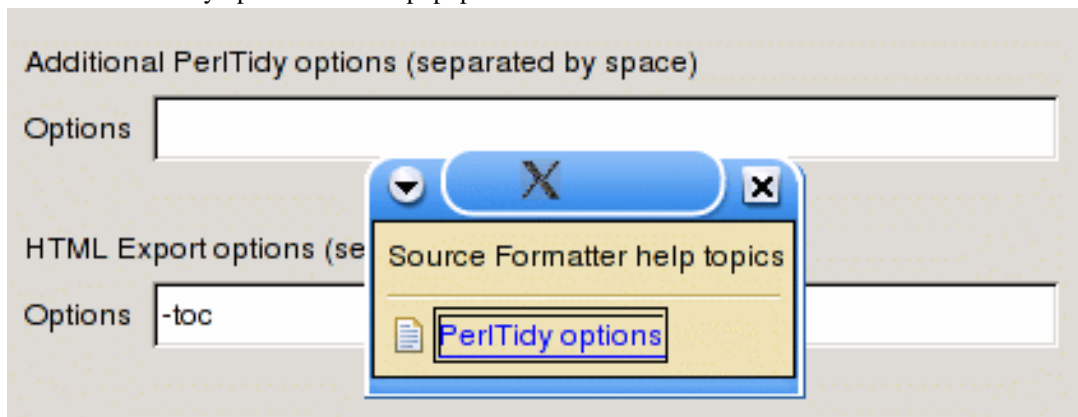 Additional PerlTidy options (separated by space)
Options
X
Source Formatter help topics
HTML Export options (se
PerlTidy options
Options -toc